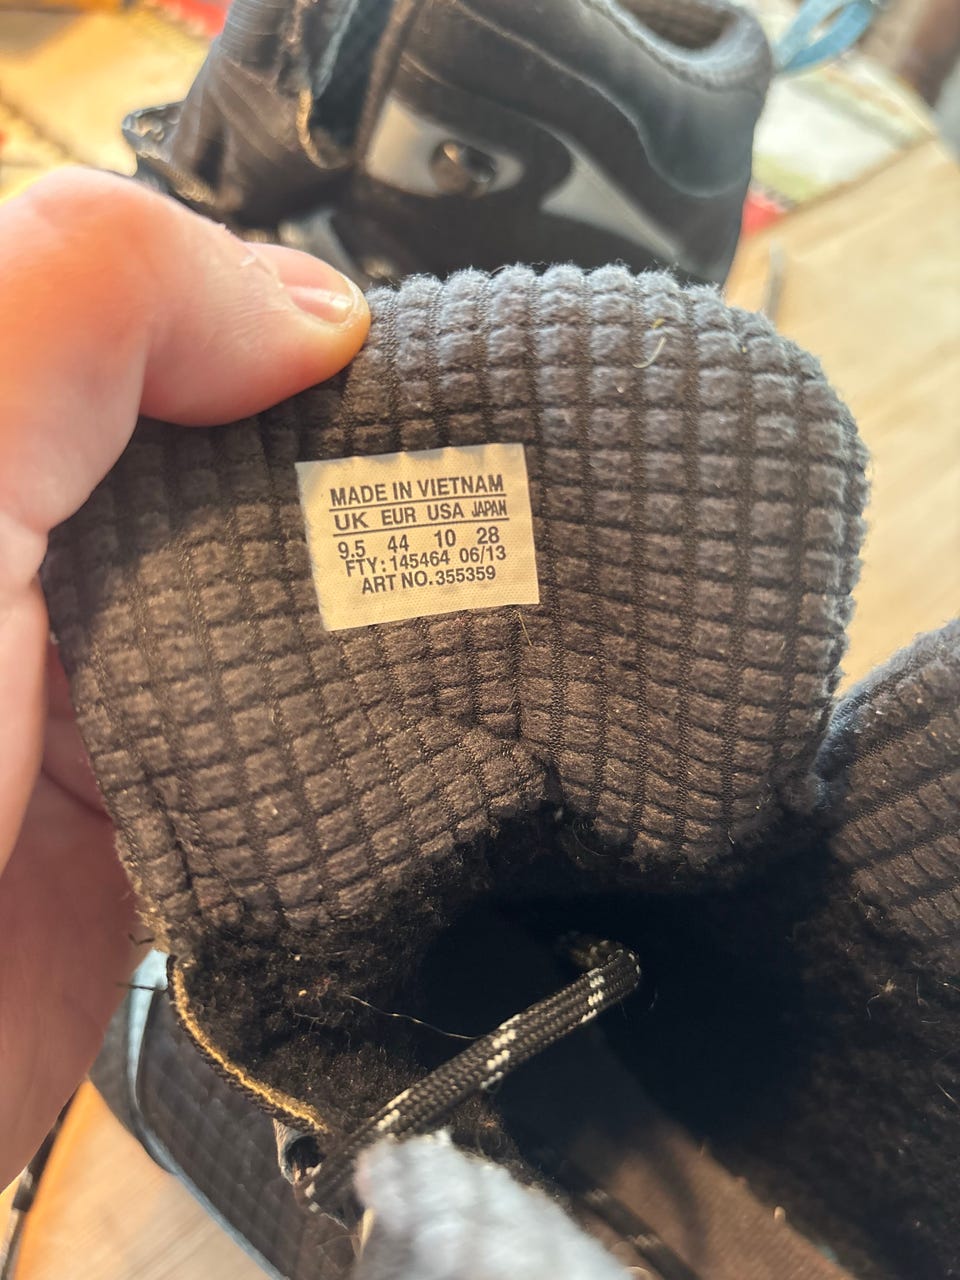 MADE IN VIETNAM
UK EUR USA JAPAN
9.5 44 10 28
FTY: 145464 06/13
ART NO. 355359